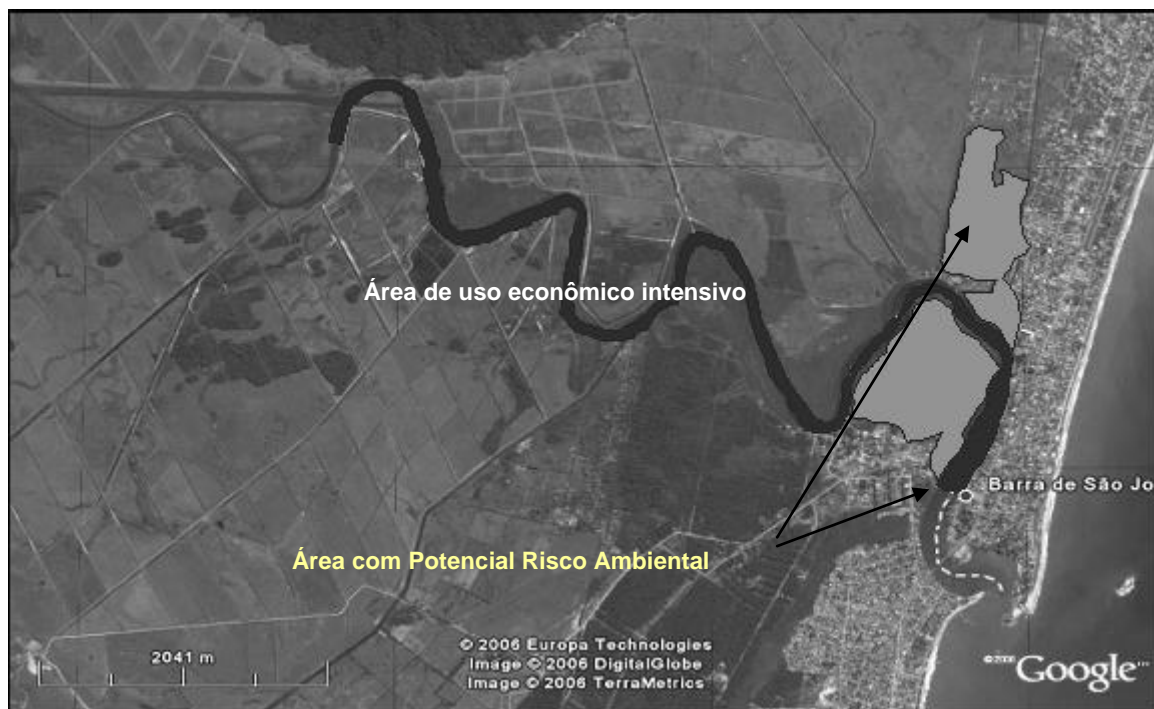 Área de uso econômico intensivo
Barra de São Jo
Área com Potencial Risco Ambiental
2041 m
© 2006 Europa Technologies
Image © 2006 DigitalGlobe
Image © 2006 TerraMetrics
Google